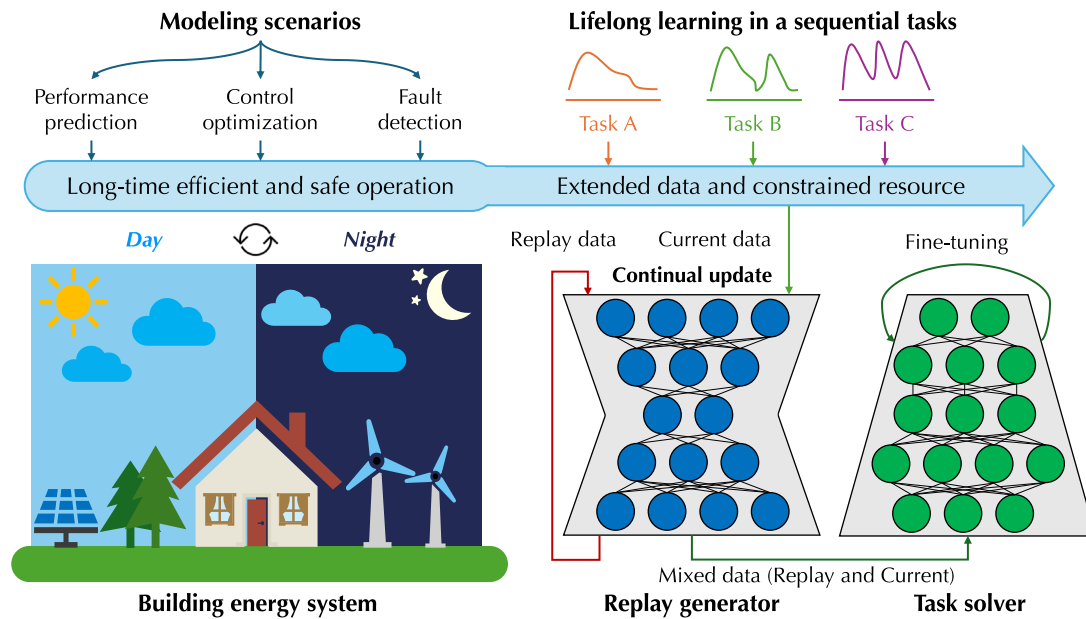 Modeling scenarios
Performance
prediction
Control
optimization
Fault
detection
Lifelong learning in a sequential tasks
Task A
Task B
Task C
Long-time efficient and safe operation
Extended data and constrained resource
Day
Night
Replay data
Current data
Continual update
Fine-tuning
Mixed data (Replay and Current)
Building energy system
Replay generator
Task solver